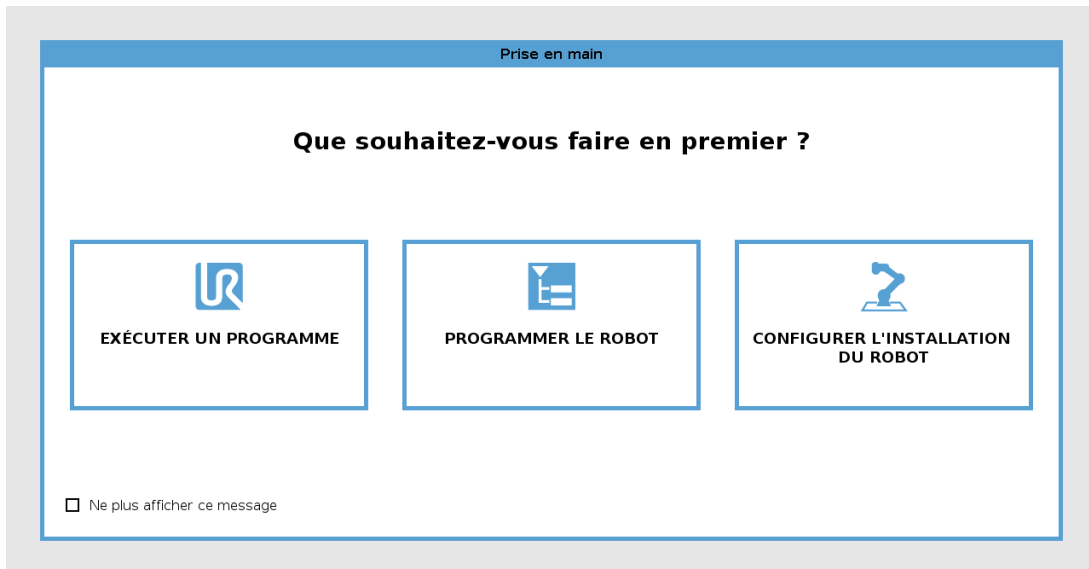 Prise en main
Que souhaitez-vous faire en premier ?
EXÉCUTER UN PROGRAMME
PROGRAMMER LE ROBOT
CONFIGURER L'INSTALLATION
DU ROBOT
Ne plus afficher ce message